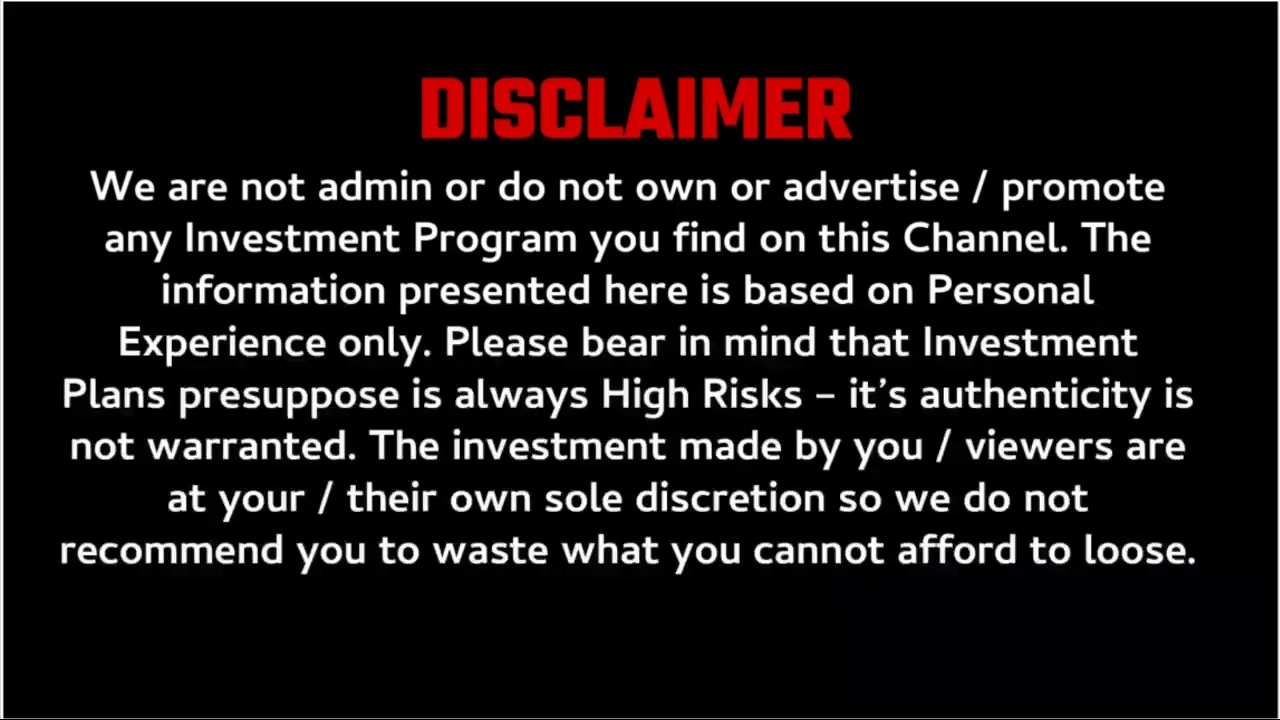 DISCLAIMER
We are not admin or do not own or advertise / promote
any Investment Program you find on this Channel. The
information presented here is based on Personal
Experience only. Please bear in mind that Investment
Plans presuppose is always High Risks – it’s authenticity is
not warranted. The investment made by you / viewers are
at your / their own sole discretion so we do not
recommend you to waste what you cannot afford to loose.